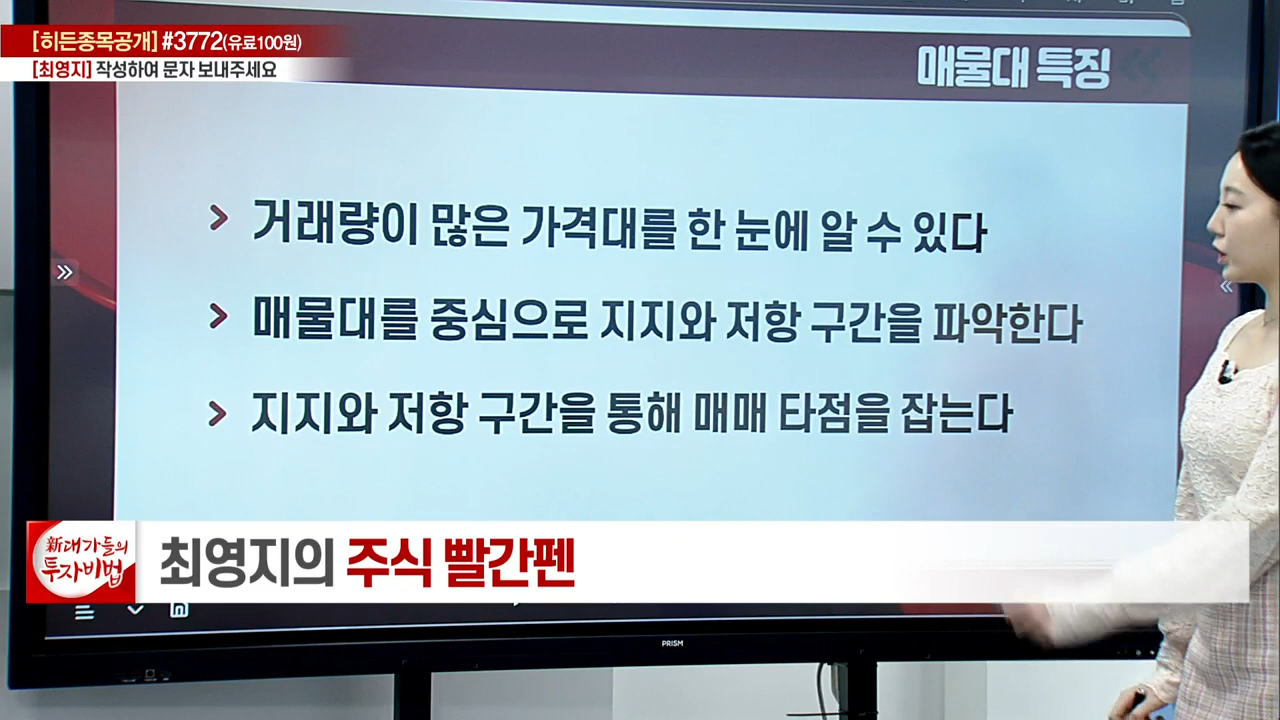 [히든종목공개] #3772(유료100원)
[최영지] 작성하여 문자 보내주세요
매물대 특징
거래량이 많은 가격대를 한 눈에 알 수 있다
매물대를 중심으로 지지와 저항 구간을 파악한다
지지와 저항 구간을 통해 매매 타점을 잡는다
新대가들의
투자비법
최영지의 주식 빨간펜
PRISM